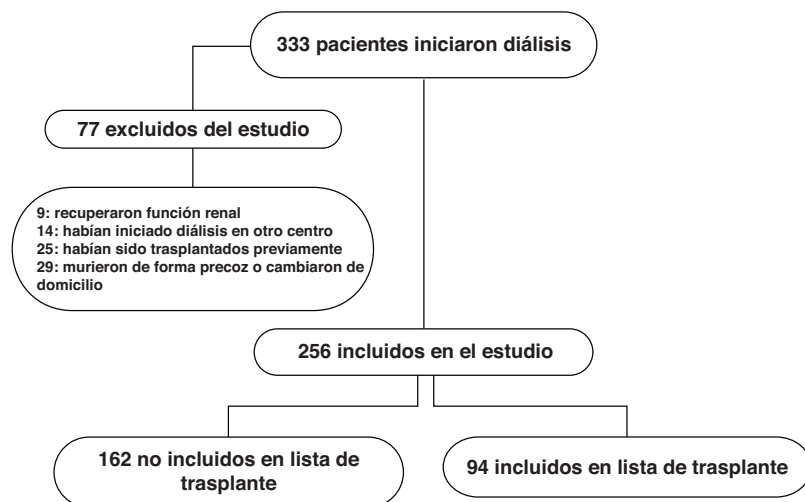 333 pacientes iniciaron diálisis
77 excluidos del estudio
9: recuperaron función renal
14: habían iniciado diálisis en otro centro
25: habían sido trasplantados previamente
29: murieron de forma precoz o cambiaron de
domicilio
256 incluidos en el estudio
162 no incluidos en lista de
trasplante
94 incluidos en lista de trasplante